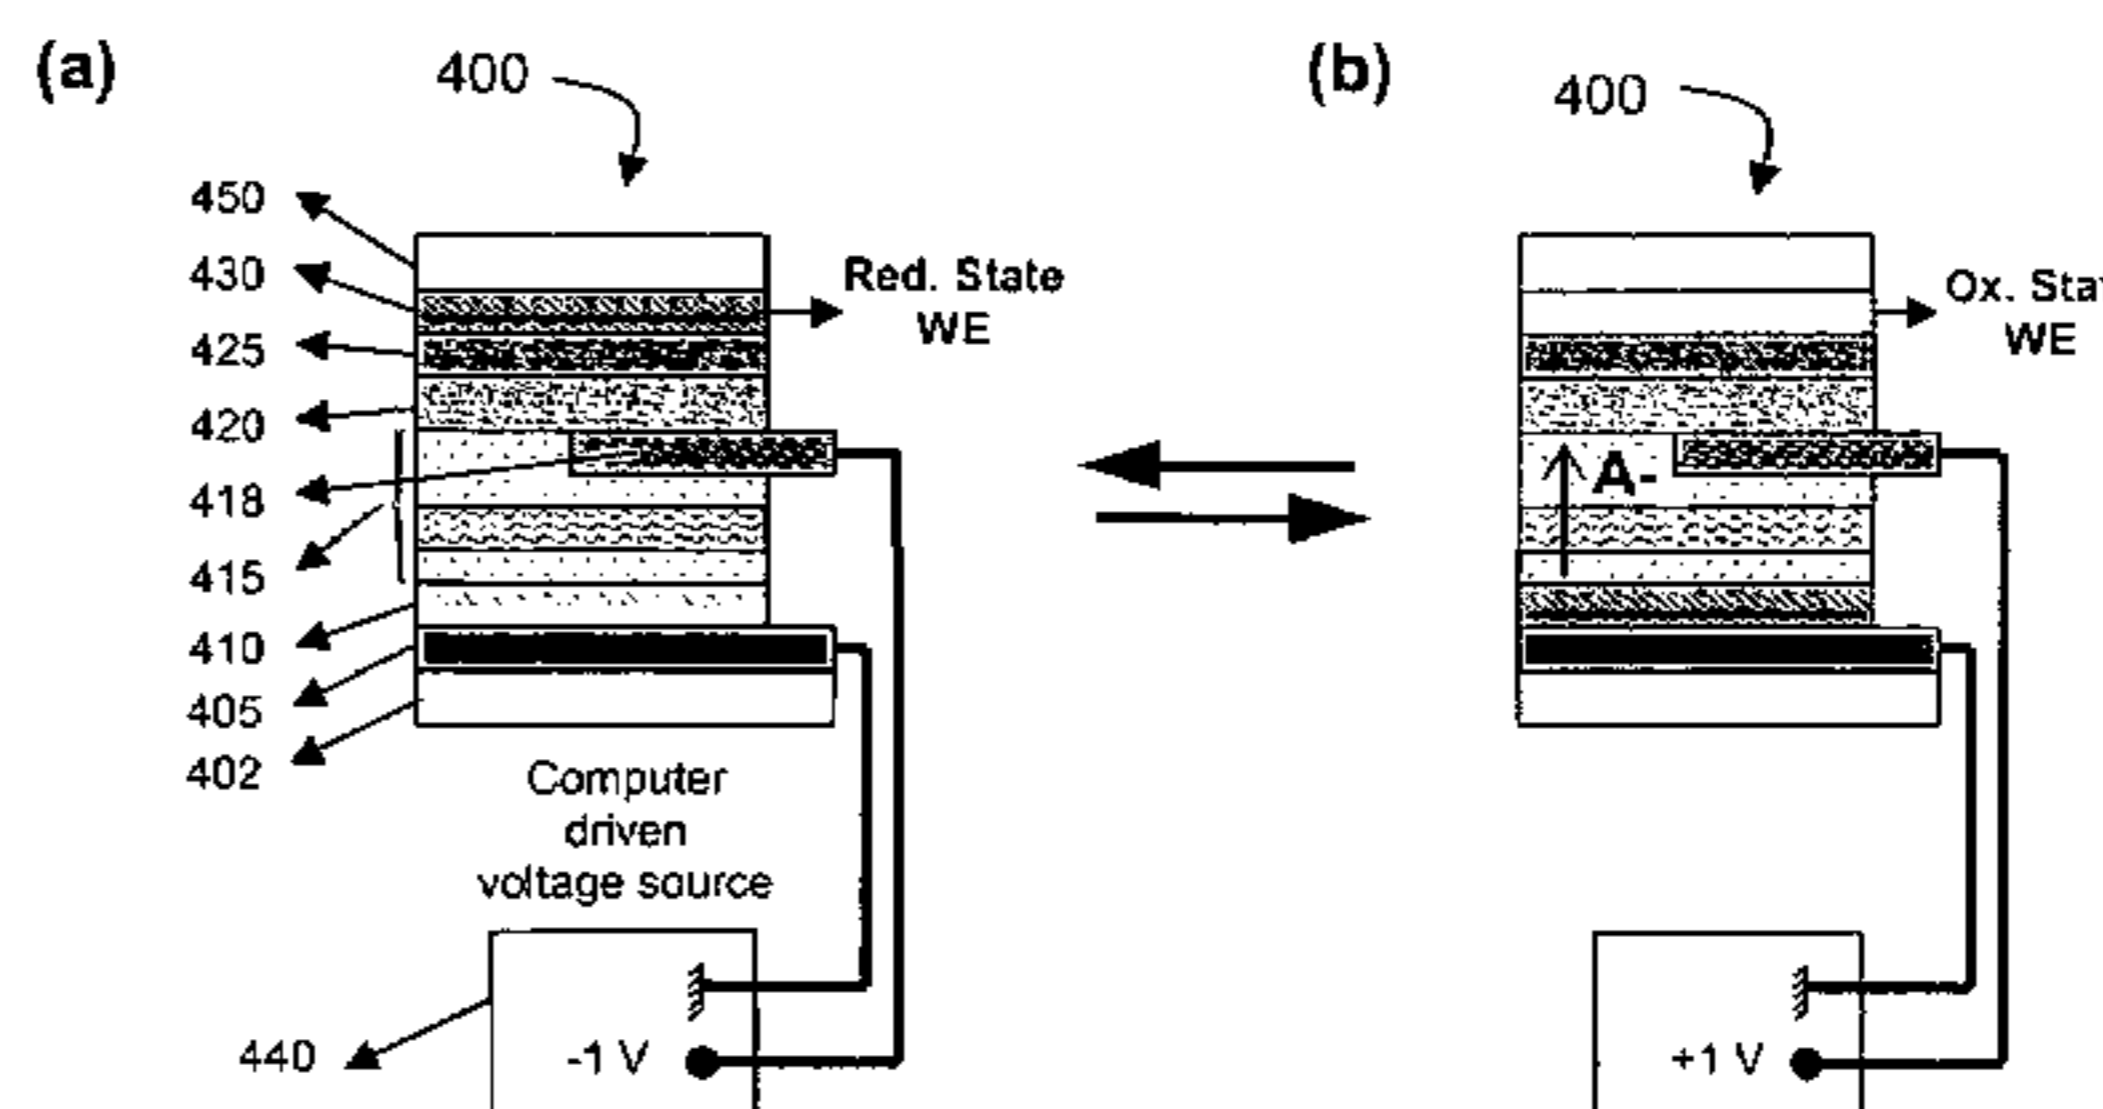 (a)
400
450
430
425
420
418
415
410
405
402
Red. State
WE
Computer
driven
voltage source
440
-1 V
(b)
400
Ox. Stat
WE
A-
+1 V